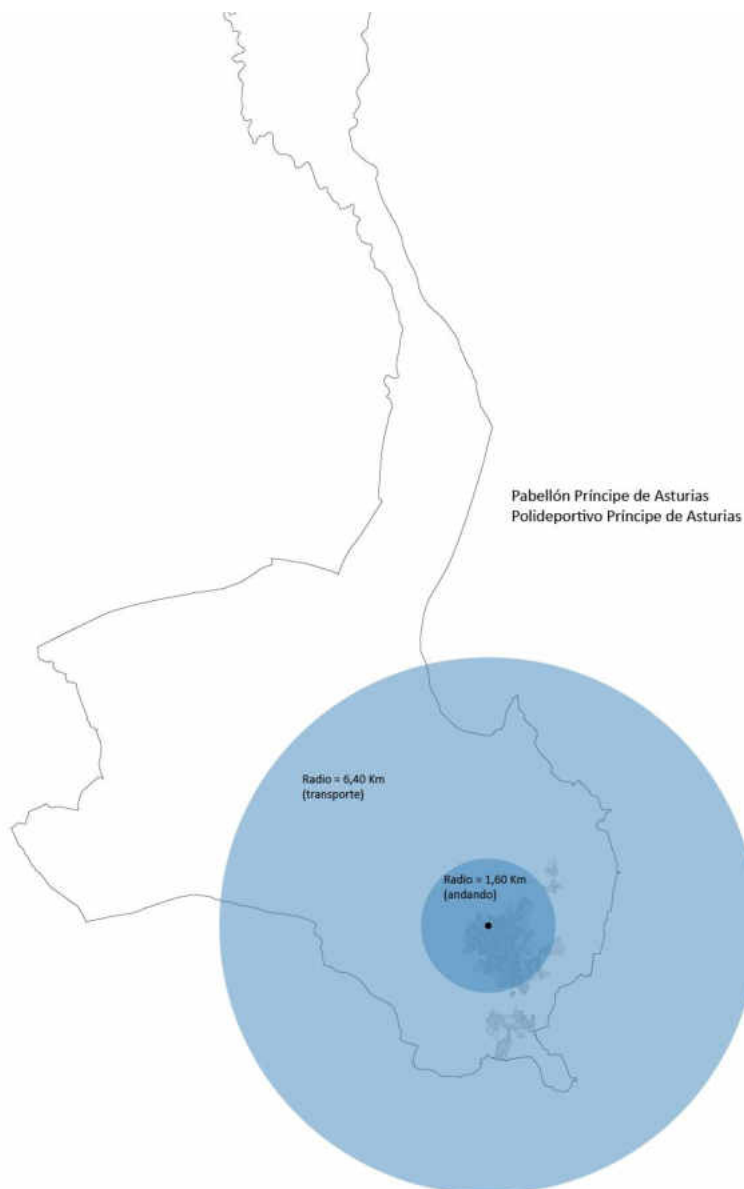 Pabellón Príncipe de Asturias
Polideportivo Príncipe de Asturias
Radio = 6,40 Km
(transporte)
Radio = 1,60 Km
(andando)